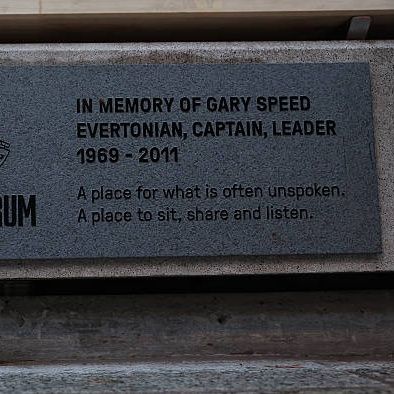 IN MEMORY OF GARY SPEED
EVERTONIAN, CAPTAIN, LEADER
1969 - 2011
A place for what is often unspoken.
A place to sit, share and listen.
RUM